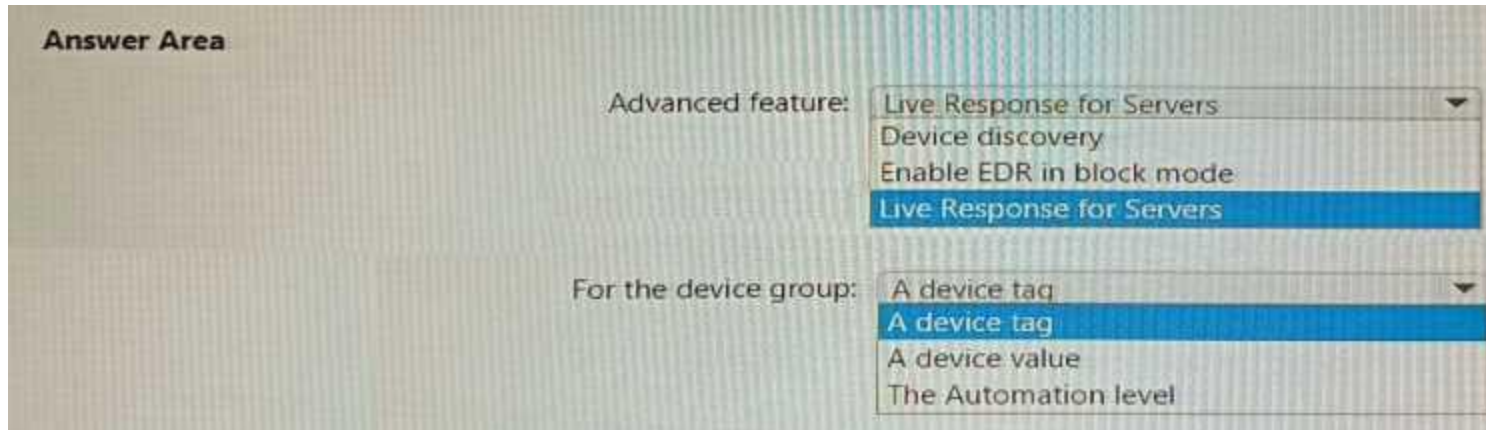 Answer Area
Advanced feature: Live Response for Servers
Device discovery
Enable EDR in block mode
Live Response for Servers
For the device group: A device tag
A device tag
A device value
The Automation level